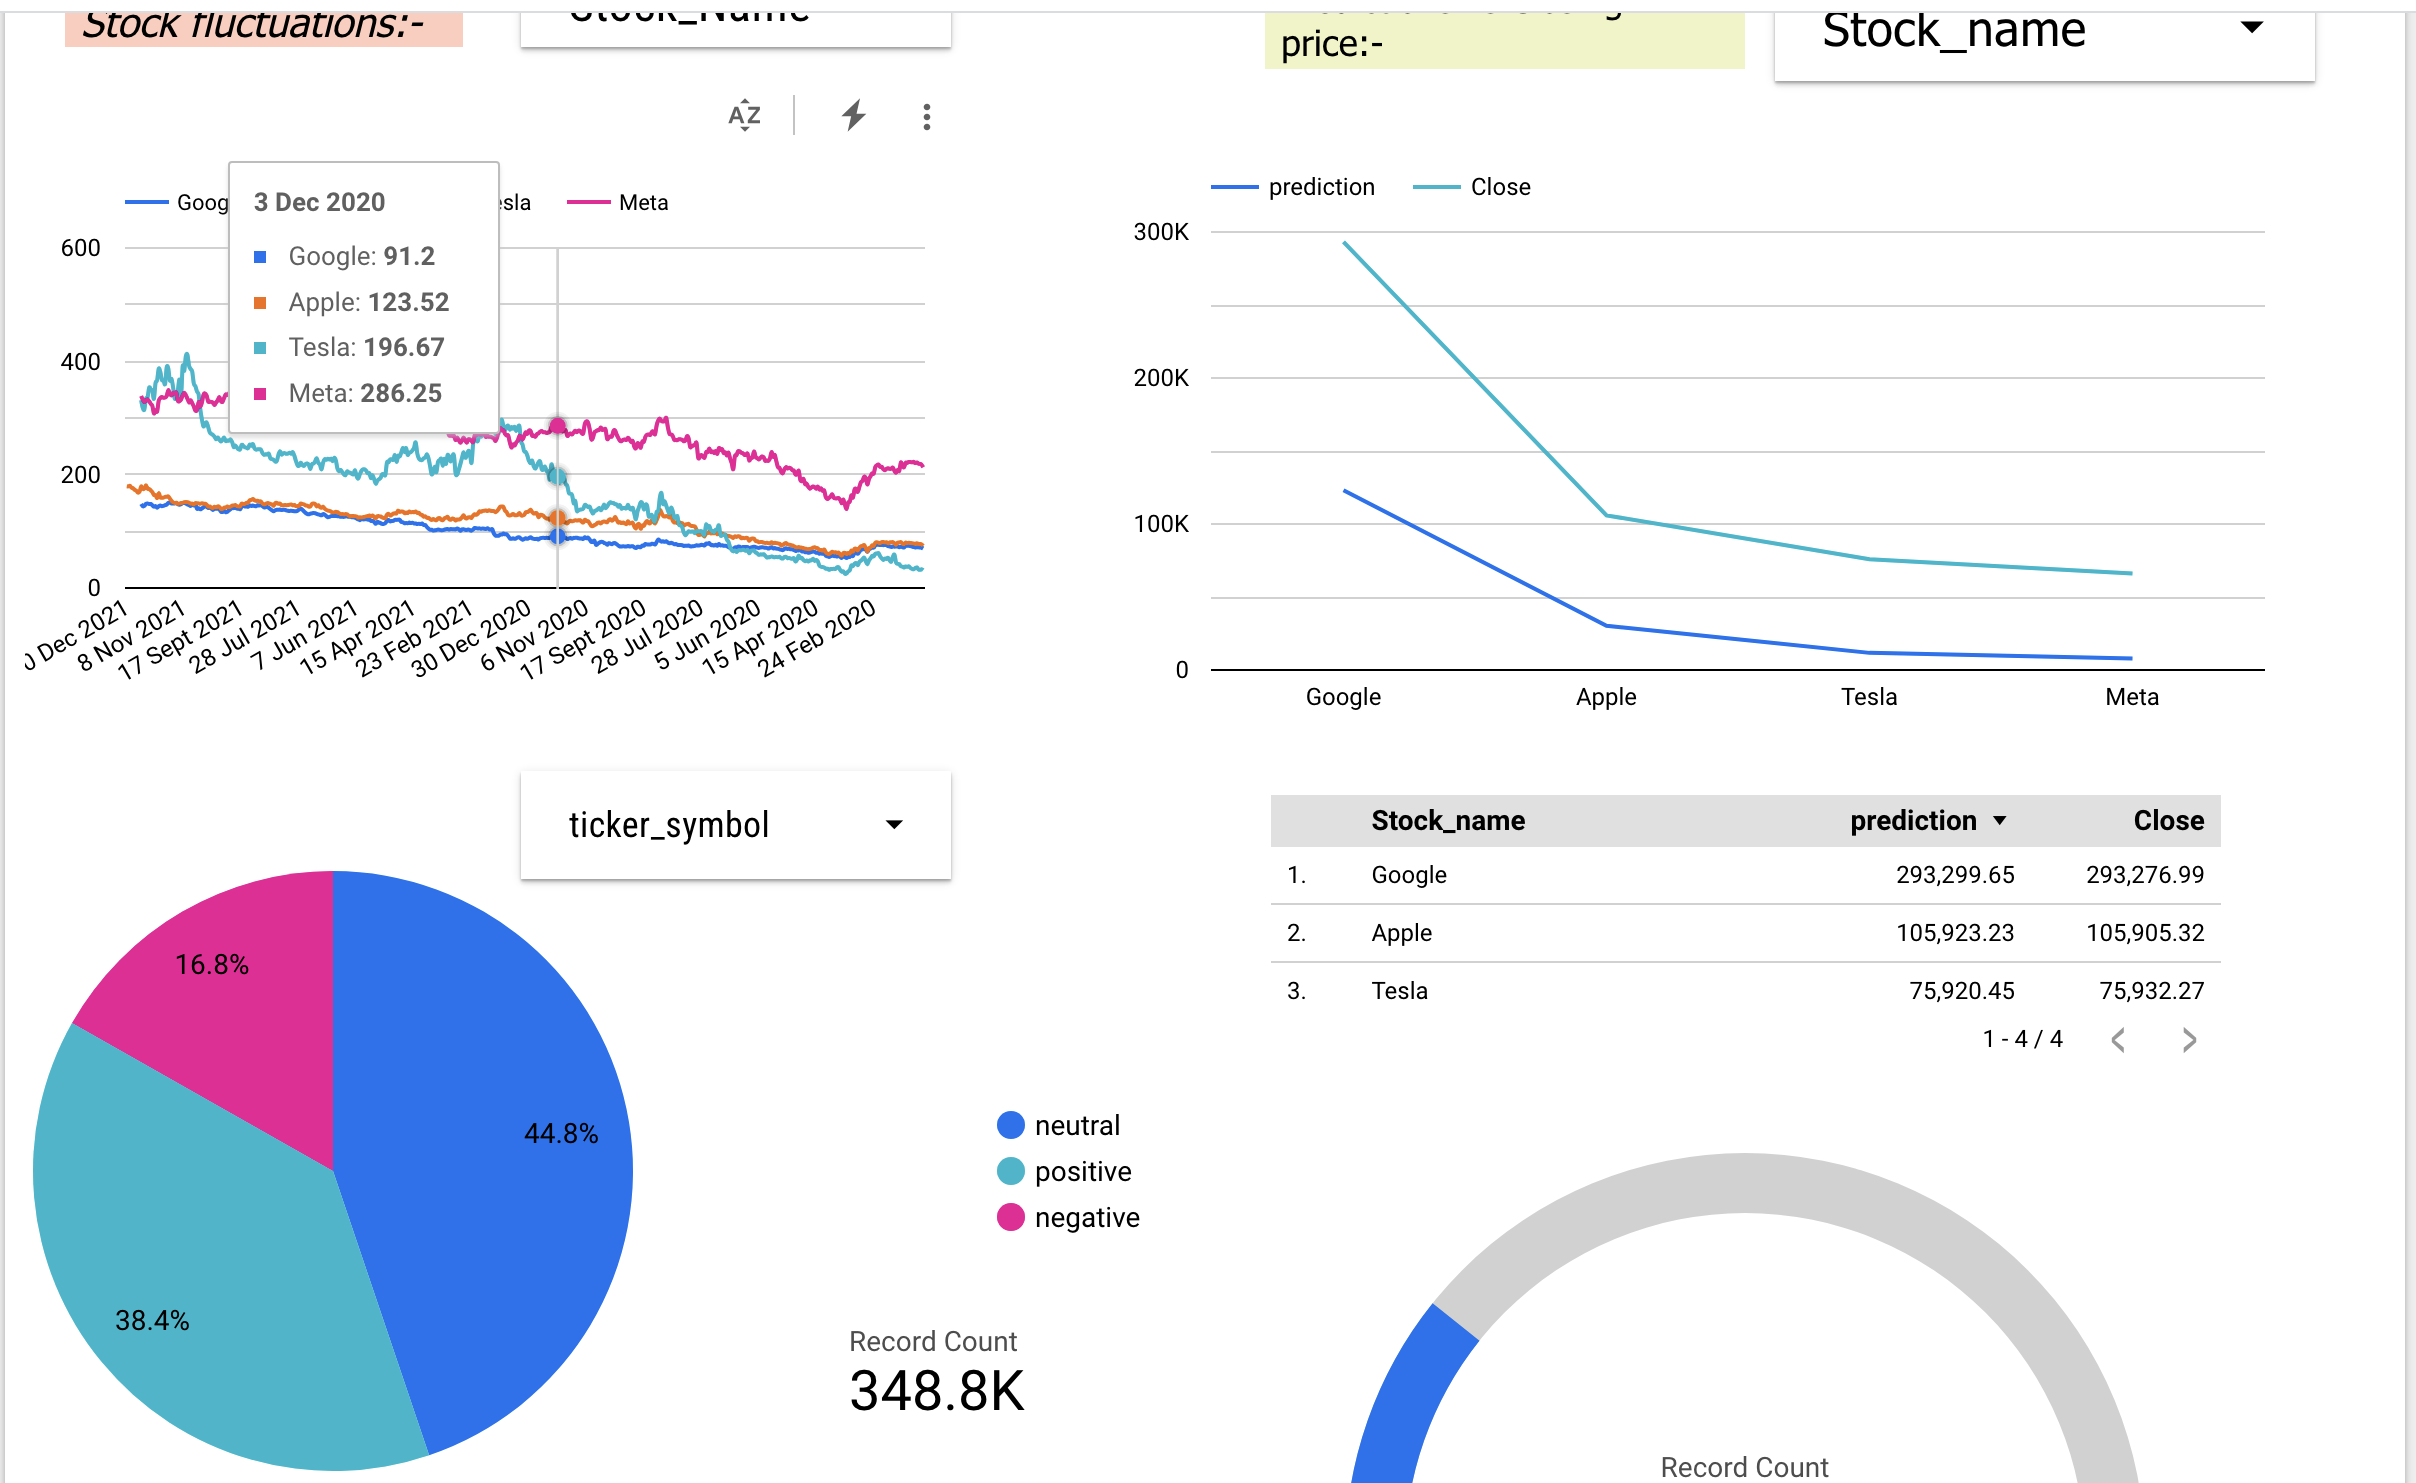 Stock fluctuations:-
Stock_Name
price:-
Stock_name
AZ
Goog
esla
Meta
3 Dec 2020
Google: 91.2
Apple: 123.52
Tesla: 196.67
Meta: 286.25
600
400
200
0
0 Dec 2021
8 Nov 2021
17 Sept 2021
28 Jul 2021
7 Jun 2021
15 Apr 2021
23 Feb 2021
30 Dec 2020
6 Nov 2020
17 Sept 2020
28 Jul 2020
5 Jun 2020
15 Apr 2020
24 Feb 2020
prediction
Close
300K
200K
100K
0
Google
Apple
Tesla
Meta
ticker_symbol
Stock_name prediction Close
1. Google 293,299.65 293,276.99
2. Apple 105,923.23 105,905.32
3. Tesla 75,920.45 75,932.27
1 - 4 / 4
16.8%
44.8%
38.4%
neutral
positive
negative
Record Count
348.8K
Record Count